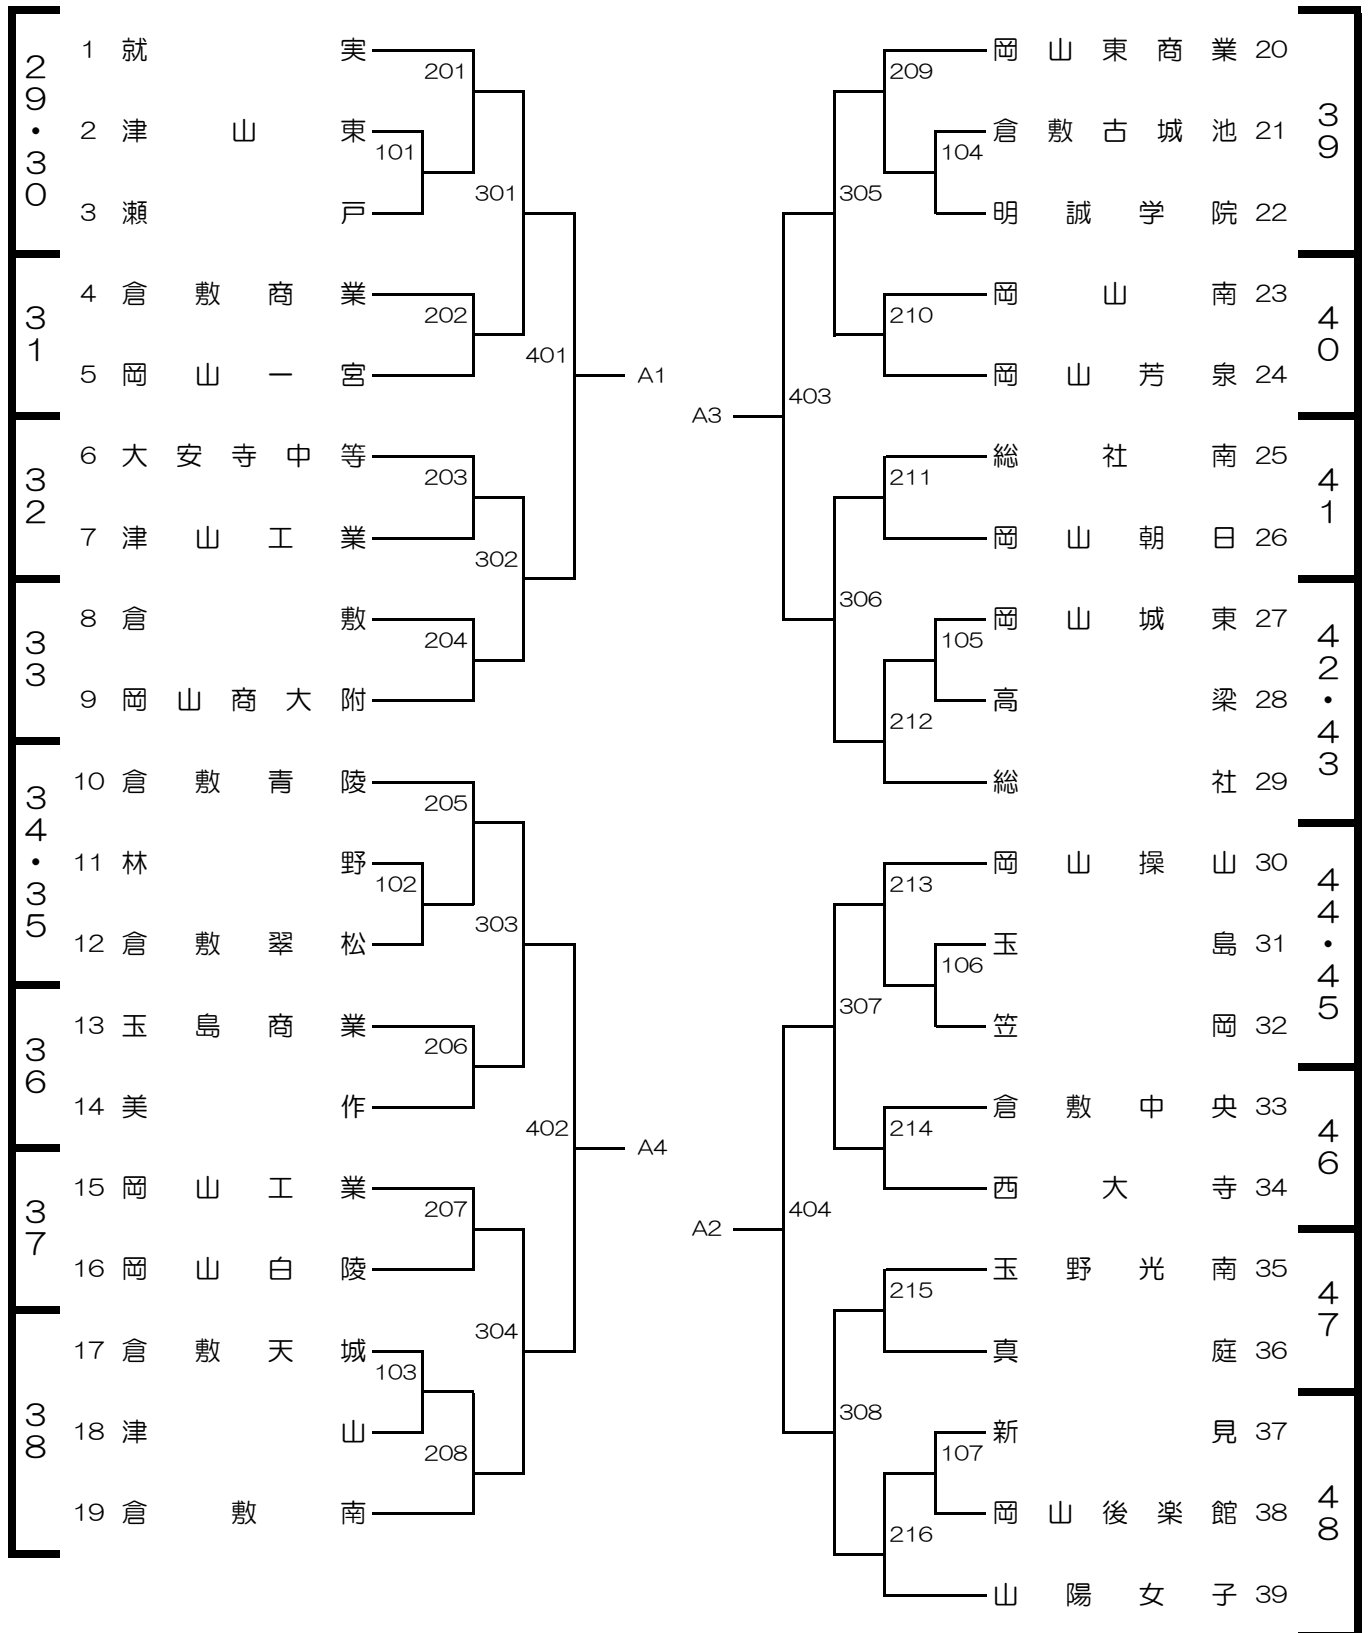 29・30
1 就実
201
2 津山東
101
3 瀬戸
301
31
4 倉敷商業
202
5 岡山一宮
401
A1
32
6 大安寺中等
203
7 津山工業
302
33
8 倉敷
204
9 岡山商大附
34・35
10 倉敷青陵
205
11 林野
102
12 倉敷翠松
303
36
13 玉島商業
206
14 美作
402
A4
37
15 岡山工業
207
16 岡山白陵
304
38
17 倉敷天城
103
18 津山
208
19 倉敷南
岡山東商業 20
209
39
倉敷古城池 21
104
明誠学院 22
305
40
岡山南 23
210
岡山芳泉 24
403
A3
41
総社南 25
211
岡山朝日 26
306
42・43
岡山城東 27
105
高梁 28
212
総社 29
44・45
岡山操山 30
213
玉島 31
106
笠岡 32
307
46
倉敷中央 33
214
西大寺 34
404
A2
47
玉野光南 35
215
真庭 36
308
48
新見 37
107
岡山後楽館 38
216
山陽女子 39